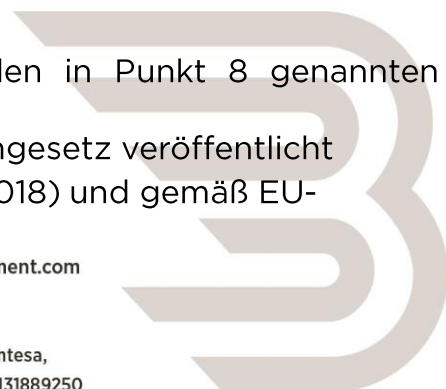 den in Punkt 8 genannten
ngesetz veröffentlicht
018) und gemäß EU-
ment.com
ntesa,
131889250